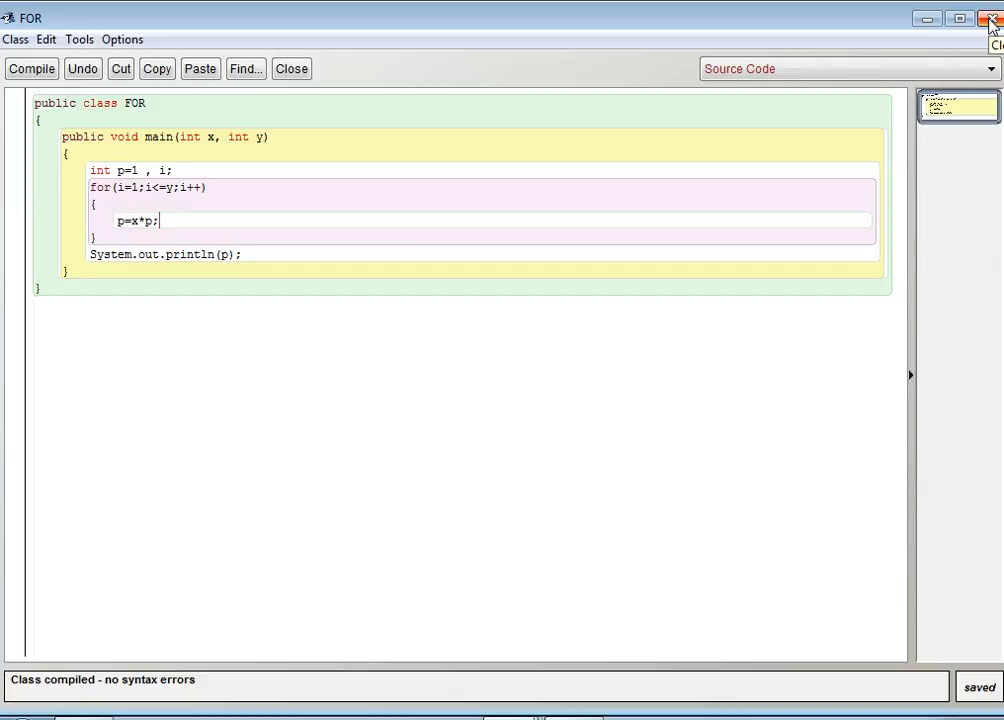 FOR
Class Edit Tools Options
Compile Undo Cut Copy Paste Find... Close Source Code
public class FOR
{
public void main(int x, int y)
{
int p=1 , i;
for(i=1;i<=y;i++)
{
p=x*p;
}
System.out.println(p);
}
}
Class compiled - no syntax errors
saved